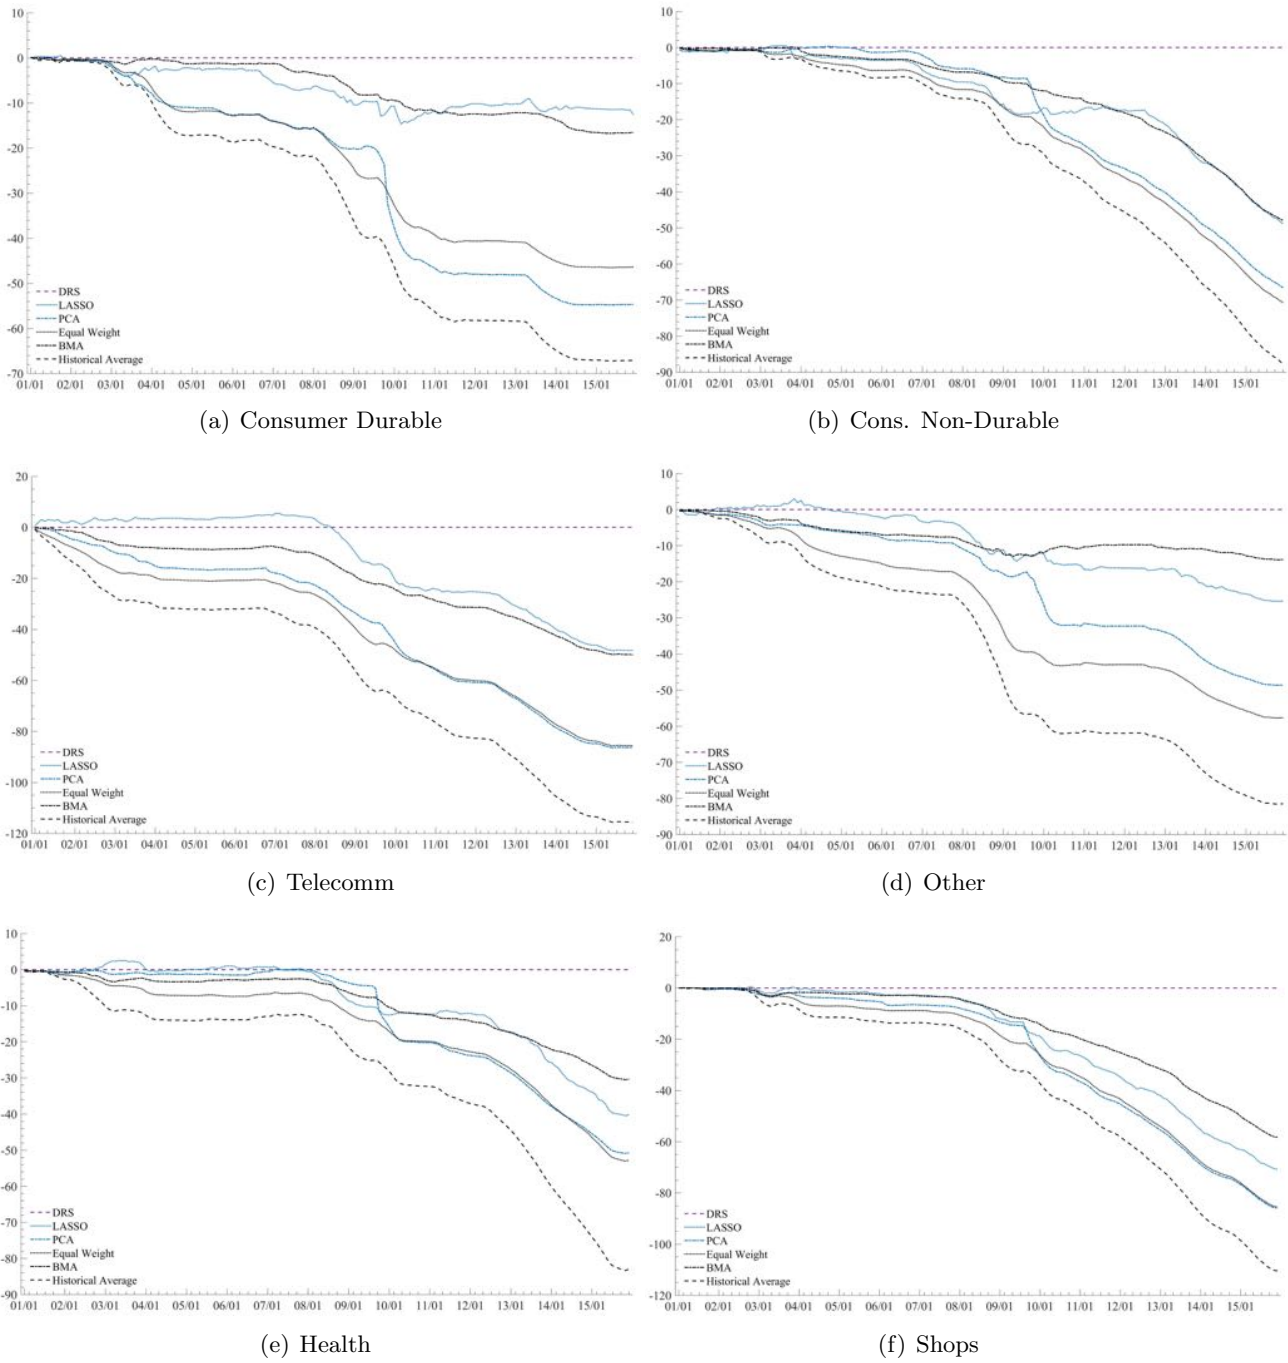 10
0
-10
-20
-30
-40
-50
-60
-70
DRS
LASSO
PCA
Equal Weight
BMA
Historical Average
01/01 02/01 03/01 04/01 05/01 06/01 07/01 08/01 09/01 10/01 11/01 12/01 13/01 14/01 15/01
(a) Consumer Durable
10
0
-10
-20
-30
-40
-50
-60
-70
-80
-90
DRS
LASSO
PCA
Equal Weight
BMA
Historical Average
01/01 02/01 03/01 04/01 05/01 06/01 07/01 08/01 09/01 10/01 11/01 12/01 13/01 14/01 15/01
(b) Cons. Non-Durable
20
0
-20
-40
-60
-80
-100
-120
DRS
LASSO
PCA
Equal Weight
BMA
Historical Average
01/01 02/01 03/01 04/01 05/01 06/01 07/01 08/01 09/01 10/01 11/01 12/01 13/01 14/01 15/01
(c) Telecomm
10
0
-10
-20
-30
-40
-50
-60
-70
-80
-90
DRS
LASSO
PCA
Equal Weight
BMA
Historical Average
01/01 02/01 03/01 04/01 05/01 06/01 07/01 08/01 09/01 10/01 11/01 12/01 13/01 14/01 15/01
(d) Other
10
0
-10
-20
-30
-40
-50
-60
-70
-80
-90
DRS
LASSO
PCA
Equal Weight
BMA
Historical Average
01/01 02/01 03/01 04/01 05/01 06/01 07/01 08/01 09/01 10/01 11/01 12/01 13/01 14/01 15/01
(e) Health
20
0
-20
-40
-60
-80
-100
-120
DRS
LASSO
PCA
Equal Weight
BMA
Historical Average
01/01 02/01 03/01 04/01 05/01 06/01 07/01 08/01 09/01 10/01 11/01 12/01 13/01 14/01 15/01
(f) Shops